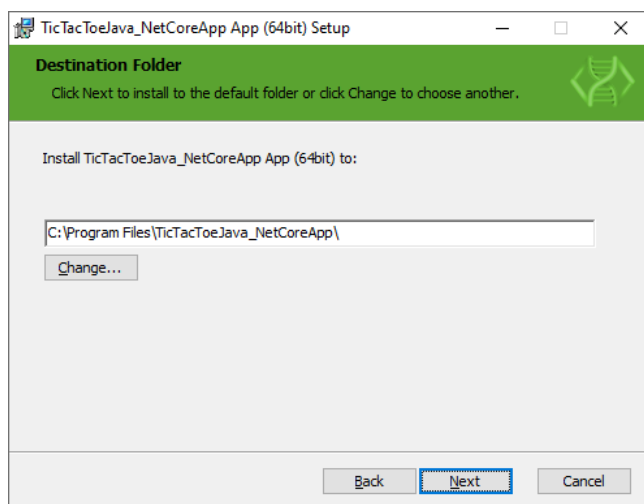 TicTacToeJava_NetCoreApp App (64bit) Setup
Destination Folder
Click Next to install to the default folder or click Change to choose another.
Install TicTacToeJava_NetCoreApp App (64bit) to:
C:\Program Files\TicTacToeJava_NetCoreApp\
Change...
Back Next Cancel